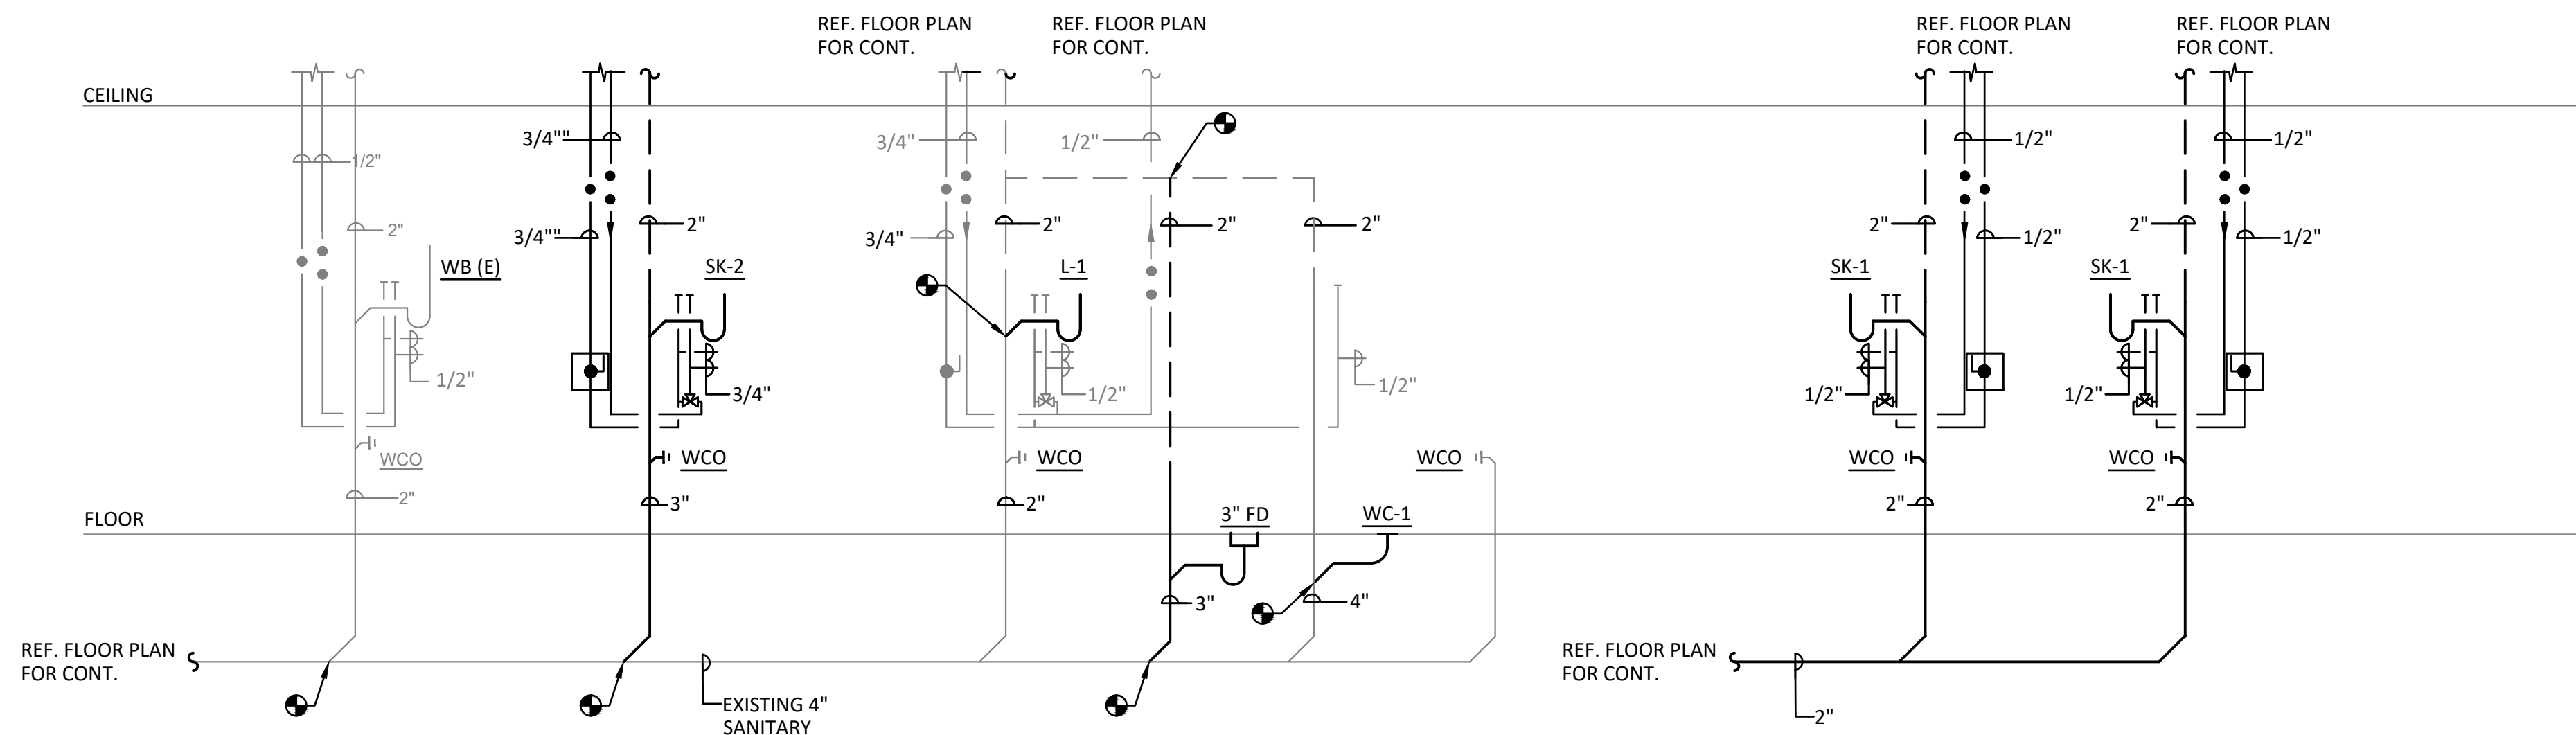 REF. FLOOR PLAN
FOR CONT.
REF. FLOOR PLAN
FOR CONT.
REF. FLOOR PLAN
FOR CONT.
REF. FLOOR PLAN
FOR CONT.
CEILING
1/2"
3/4""
3/4"
1/2"
1/2"
1/2"
2"
3/4""
2"
3/4"
2"
2"
2"
2"
1/2"
2"
1/2"
WB (E)
SK-2
L-1
SK-1
SK-1
1/2"
3/4"
1/2"
1/2"
1/2"
1/2"
WCO
WCO
WCO
WCO
WCO
WCO
2"
3"
2"
2"
2"
FLOOR
3" FD
WC-1
3"
4"
REF. FLOOR PLAN
FOR CONT.
REF. FLOOR PLAN
FOR CONT.
EXISTING 4"
SANITARY
2"